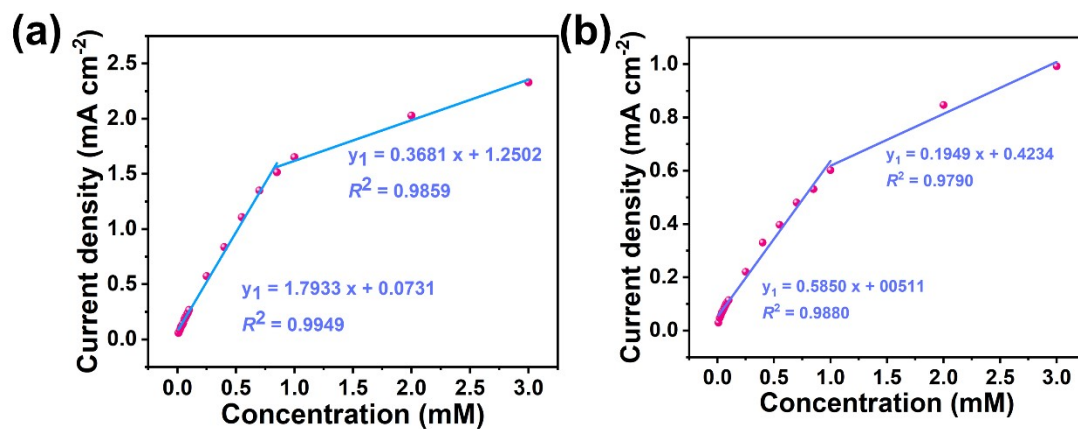 (a)
Current density (mA cm⁻²)
2.5
2.0
1.5
1.0
0.5
0.0
y₁ = 0.3681 x + 1.2502
R² = 0.9859
y₁ = 1.7933 x + 0.0731
R² = 0.9949
0.0 0.5 1.0 1.5 2.0 2.5 3.0
Concentration (mM)
(b)
Current density (mA cm⁻²)
1.0
0.8
0.6
0.4
0.2
0.0
y₁ = 0.1949 x + 0.4234
R² = 0.9790
y₁ = 0.5850 x + 00511
R² = 0.9880
0.0 0.5 1.0 1.5 2.0 2.5 3.0
Concentration (mM)